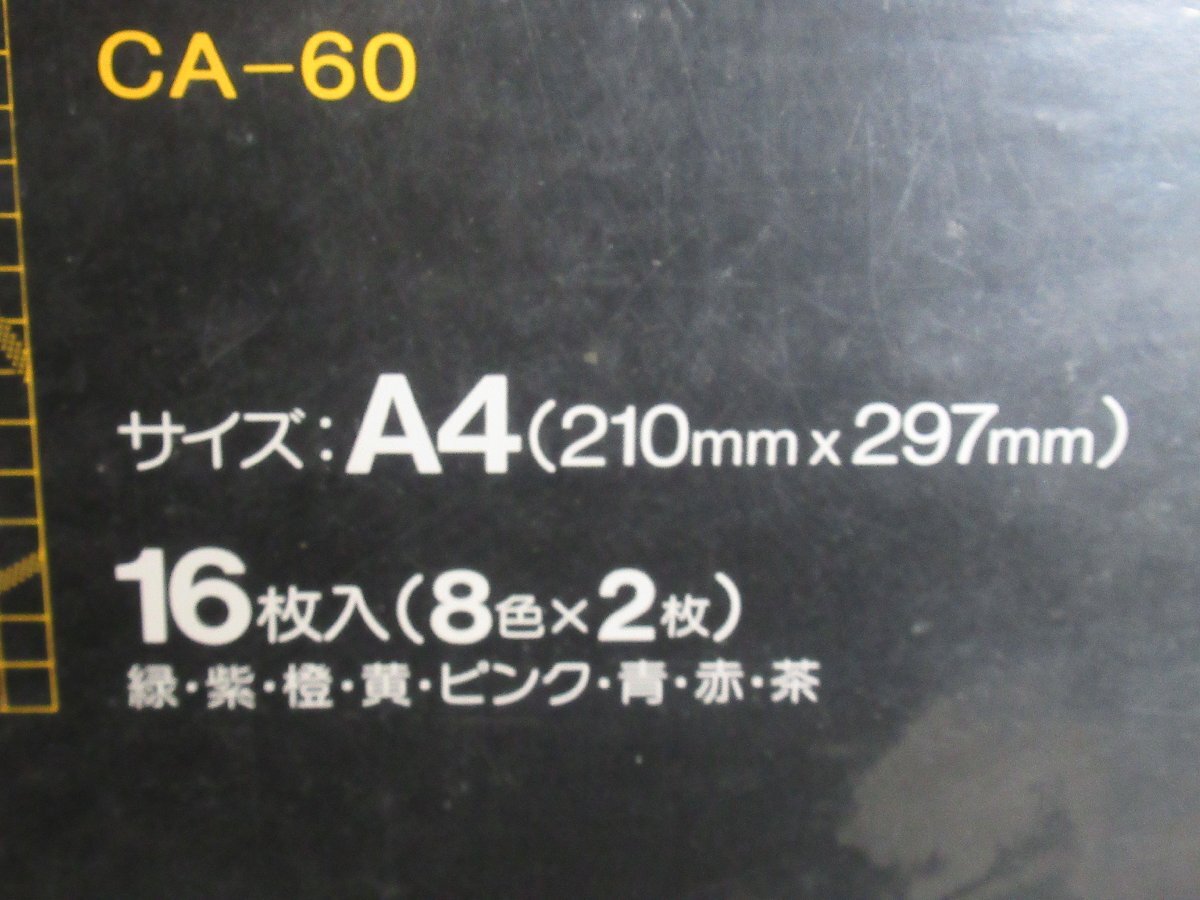 CA-60
サイズ:A4(210mm x 297mm)
16枚入(8色×2枚)
緑・紫・橙・黄・ピンク・青・赤・茶